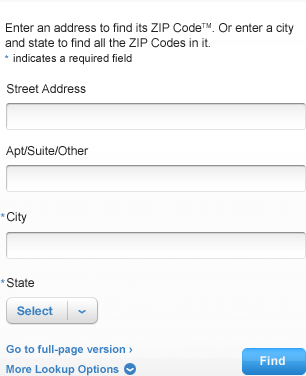 Enter an address to find its ZIP Code™. Or enter a city
and state to find all the ZIP Codes in it.
* indicates a required field
Street Address
Apt/Suite/Other
*City
*State
Select
Go to full-page version ›
More Lookup Options
Find